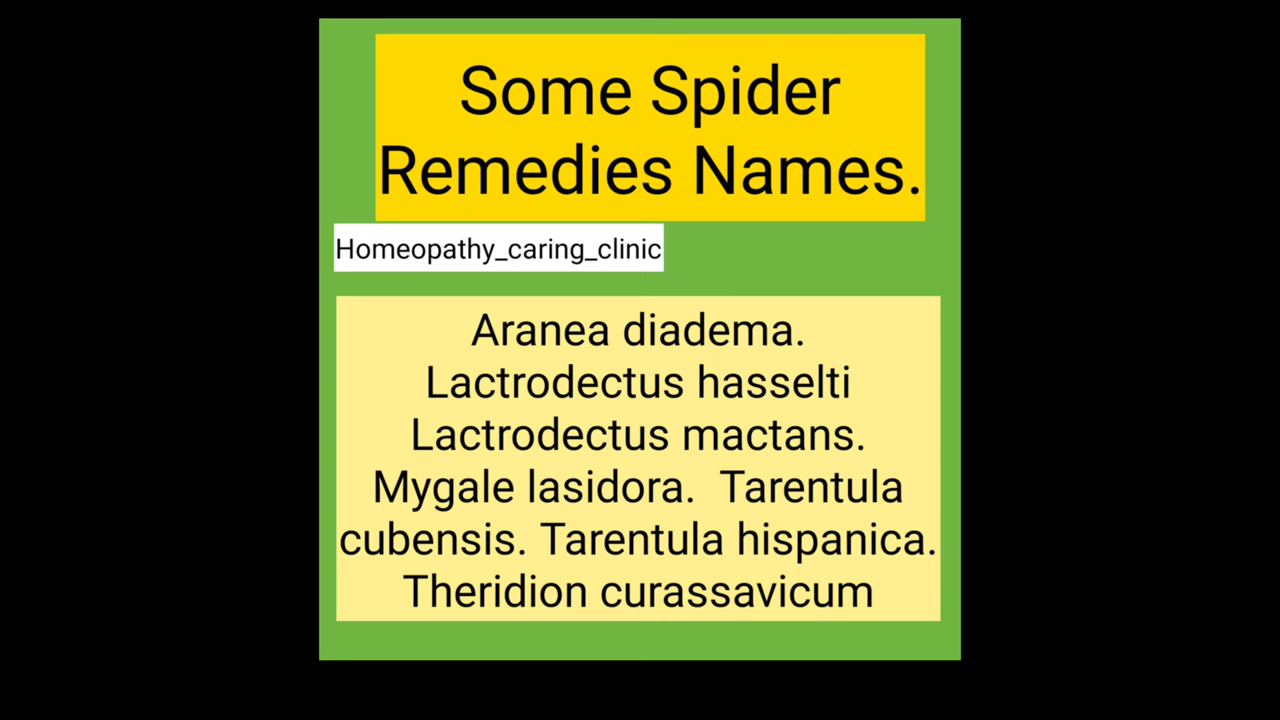 Some Spider
Remedies Names.
Homeopathy_caring_clinic
Aranea diadema.
Lactrodectus hasselti
Lactrodectus mactans.
Mygale lasidora.  Tarentula
cubensis. Tarentula hispanica.
Theridion curassavicum